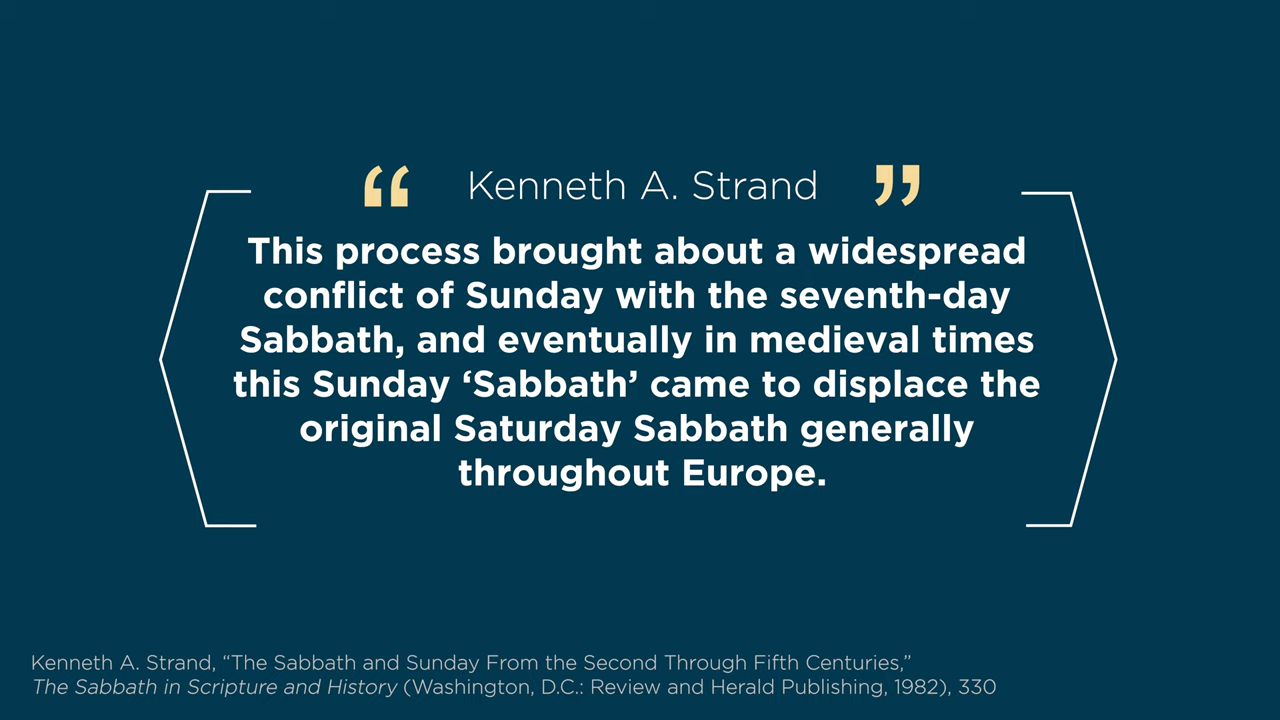 “ Kenneth A. Strand ”
This process brought about a widespread
conflict of Sunday with the seventh-day
Sabbath, and eventually in medieval times
this Sunday ‘Sabbath’ came to displace the
original Saturday Sabbath generally
throughout Europe.
Kenneth A. Strand, “The Sabbath and Sunday From the Second Through Fifth Centuries,”
The Sabbath in Scripture and History (Washington, D.C.: Review and Herald Publishing, 1982), 330